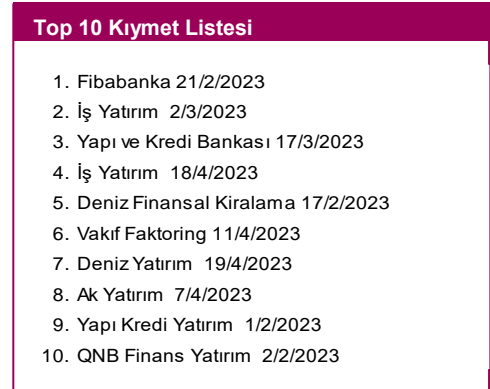 Top 10 Kıymet Listesi
1. Fibabanka 21/2/2023
2. İş Yatırım 2/3/2023
3. Yapı ve Kredi Bankası 17/3/2023
4. İş Yatırım 18/4/2023
5. Deniz Finansal Kiralama 17/2/2023
6. Vakıf Faktoring 11/4/2023
7. Deniz Yatırım 19/4/2023
8. Ak Yatırım 7/4/2023
9. Yapı Kredi Yatırım 1/2/2023
10. QNB Finans Yatırım 2/2/2023